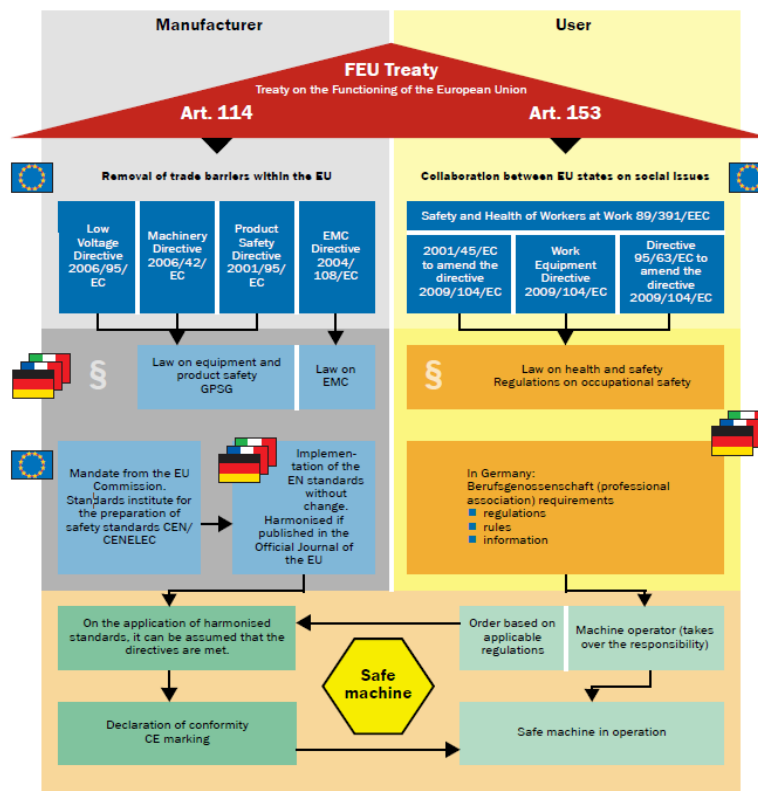 Manufacturer
User
FEU Treaty
Treaty on the Functioning of the European Union
Art. 114
Art. 153
Removal of trade barriers within the EU
Collaboration between EU states on social issues
Low
Voltage
Directive
2006/95/
EC
Machinery
Directive
2006/42/
EC
Product
Safety
Directive
2001/95/
EC
EMC
Directive
2004/
108/EC
Safety and Health of Workers at Work 89/391/EEC
2001/45/EC
to amend the
directive
2009/104/EC
Work
Equipment
Directive
2009/104/EC
Directive
95/63/EC to
amend the
directive
2009/104/EC
§
Law on equipment and
product safety
GPSG
Law on
EMC
§
Law on health and safety
Regulations on occupational safety
Mandate from the EU
Commission.
Standards institute for
the preparation of
safety standards CEN/
CENELEC
Implemen-
tation of the
EN standards
without
change.
Harmonised if
published in the
Official Journal of
the EU
In Germany:
Berufsgenossenschaft (professional
association) requirements
regulations
rules
information
On the application of harmonised
standards, it can be assumed that the
directives are met.
Order based on
applicable
regulations
Machine operator (takes
over the responsibility)
Safe
machine
Declaration of conformity
CE marking
Safe machine in operation